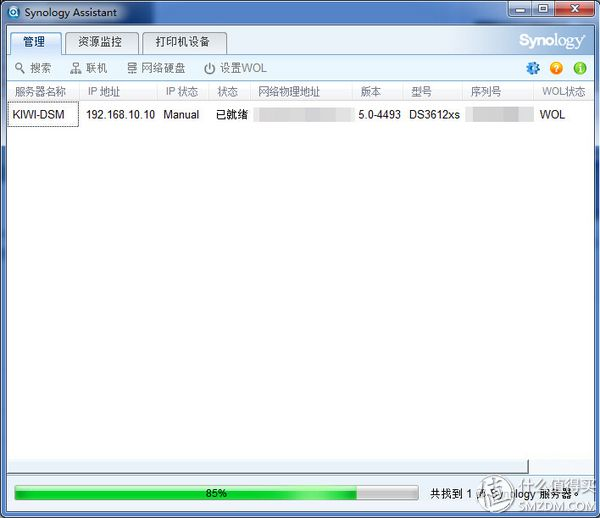 Synology Assistant
管理 资源监控 打印机设备 Synology
搜索 联机 网络硬盘 设置WOL
服务器名称 IP 地址 IP 状态 状态 网络物理地址 版本 型号 序列号 WOL状态
KIWI-DSM 192.168.10.10 Manual 已就绪 5.0-4493 DS3612xs WOL
85% 共找到 1 Synology 服务器。
值 什么值得买
SMZDM.COM